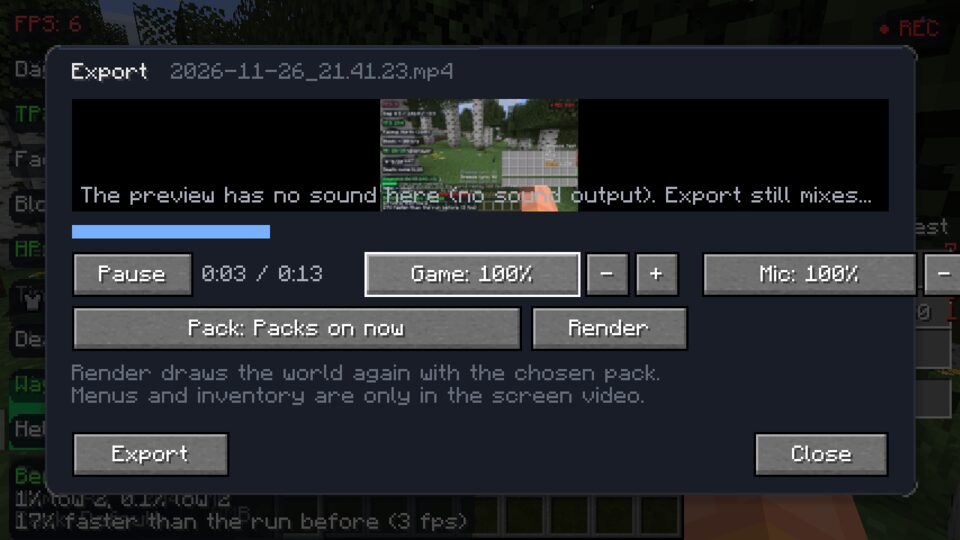 FPS: 6
REC
Export 2026-11-26_21.41.23.mp4
The preview has no sound here (no sound output). Export still mixes…
Pause 0:03 / 0:13 Game: 100% - + Mic: 100% -
Pack: Packs on now Render
Render draws the world again with the chosen pack.
Menus and inventory are only in the screen video.
Export Close
1% low 2, 0.1% low 2
17% faster than the run before (3 fps)